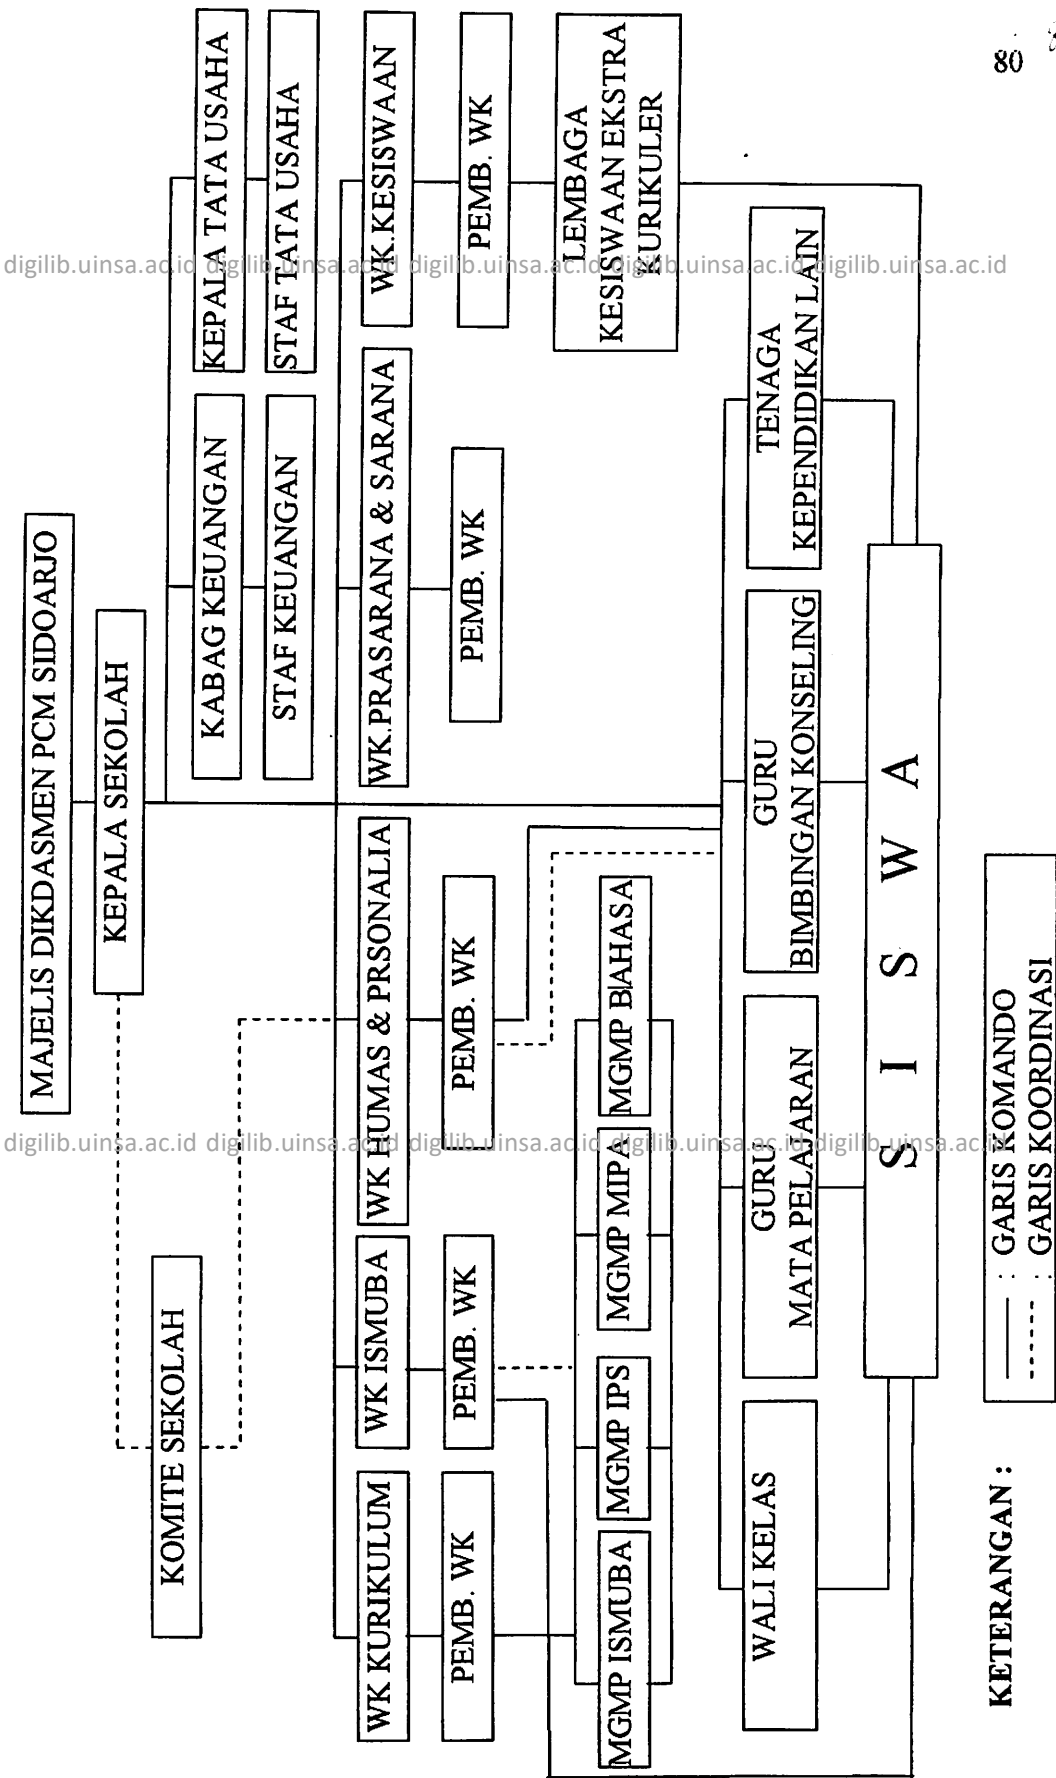 MAJELIS DIKDASMEN PCM SIDOARJO
KEPALA SEKOLAH
KOMITE SEKOLAH
KABAG KEUANGAN
KEPALA TATA USAHA
STAF KEUANGAN
STAF TATA USAHA
WK KURIKULUM
WK ISMUBA
WK HUMAS & PRSONALIA
WK.PRASARANA & SARANA
WK.KESISWAAN
PEMB. WK
PEMB. WK
PEMB. WK
PEMB. WK
PEMB. WK
MGMP ISMUBA
MGMP IPS
MGMP MIPA
MGMP BAHASA
LEMBAGA
KESISWAAN EKSTRA
KURIKULER
WALI KELAS
GURU
MATA PELAJARAN
GURU
BIMBINGAN KONSELING
TENAGA
KEPENDIDIKAN LAIN
S I S W A
KETERANGAN :
: GARIS KOMANDO
: GARIS KOORDINASI
80
digilib.uinsa.ac.id digilib.uinsa.ac.id digilib.uinsa.ac.id digilib.uinsa.ac.id digilib.uinsa.ac.id
digilib.uinsa.ac.id digilib.uinsa.ac.id digilib.uinsa.ac.id digilib.uinsa.ac.id digilib.uinsa.ac.id